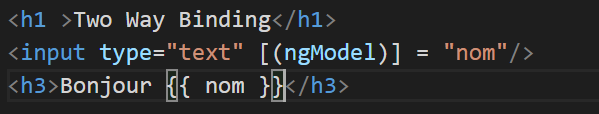 <h1 >Two Way Binding</h1>
<input type="text" [(ngModel)] = "nom"/>
<h3>Bonjour {{ nom }}</h3>